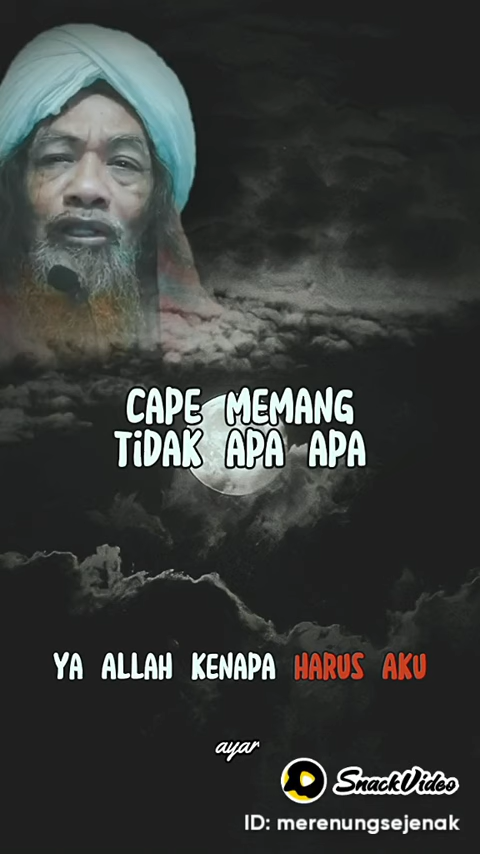 CAPE MEMANG
TiDAK APA APA
YA ALLAH KENAPA HARUS AKU
ayar
SnackVideo
ID: merenungsejenak